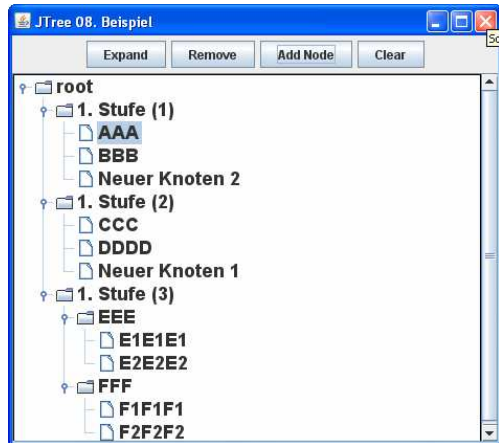 JTree 08. Beispiel
Expand Remove Add Node Clear
root
1. Stufe (1)
AAA
BBB
Neuer Knoten 2
1. Stufe (2)
CCC
DDDD
Neuer Knoten 1
1. Stufe (3)
EEE
E1E1E1
E2E2E2
FFF
F1F1F1
F2F2F2